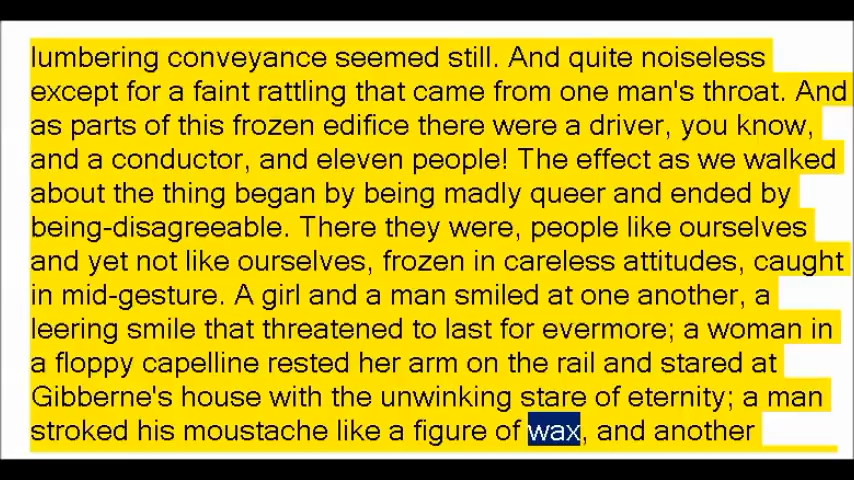 lumbering conveyance seemed still. And quite noiseless
except for a faint rattling that came from one man's throat. And
as parts of this frozen edifice there were a driver, you know,
and a conductor, and eleven people! The effect as we walked
about the thing began by being madly queer and ended by
being-disagreeable. There they were, people like ourselves
and yet not like ourselves, frozen in careless attitudes, caught
in mid-gesture. A girl and a man smiled at one another, a
leering smile that threatened to last for evermore; a woman in
a floppy capelline rested her arm on the rail and stared at
Gibberne's house with the unwinking stare of eternity; a man
stroked his moustache like a figure of wax, and another